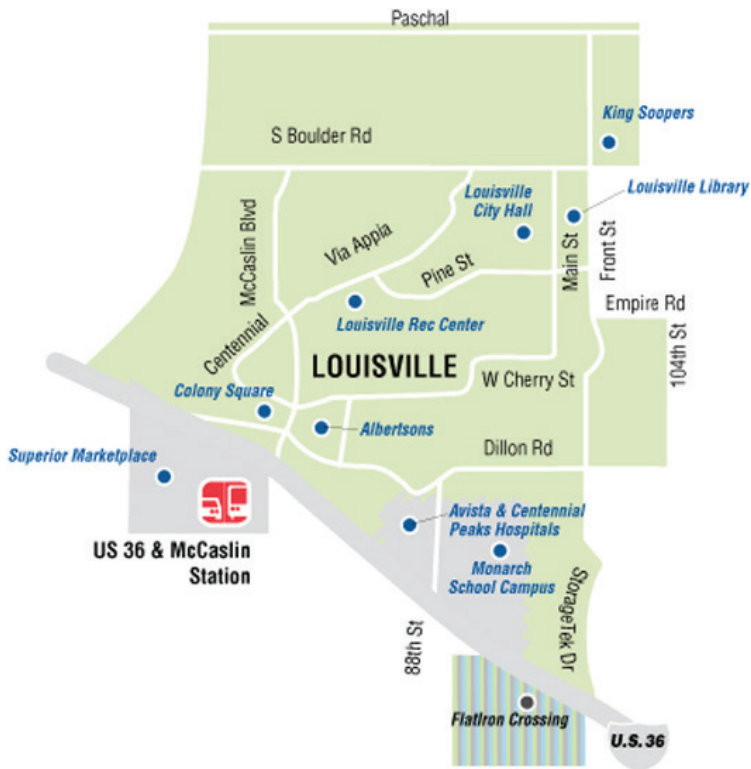 Paschal
King Soopers
S Boulder Rd
Louisville
City Hall
Louisville Library
McCaslin Blvd
Via Appia
Pine St
Main St
Front St
Empire Rd
104th St
Louisville Rec Center
Centennial
LOUISVILLE
W Cherry St
Colony Square
Albertsons
Dillon Rd
Superior Marketplace
Avista & Centennial
Peaks Hospitals
US 36 & McCaslin
Station
Monarch
School Campus
StorageTek Dr
88th St
FlatIron Crossing
U.S. 36